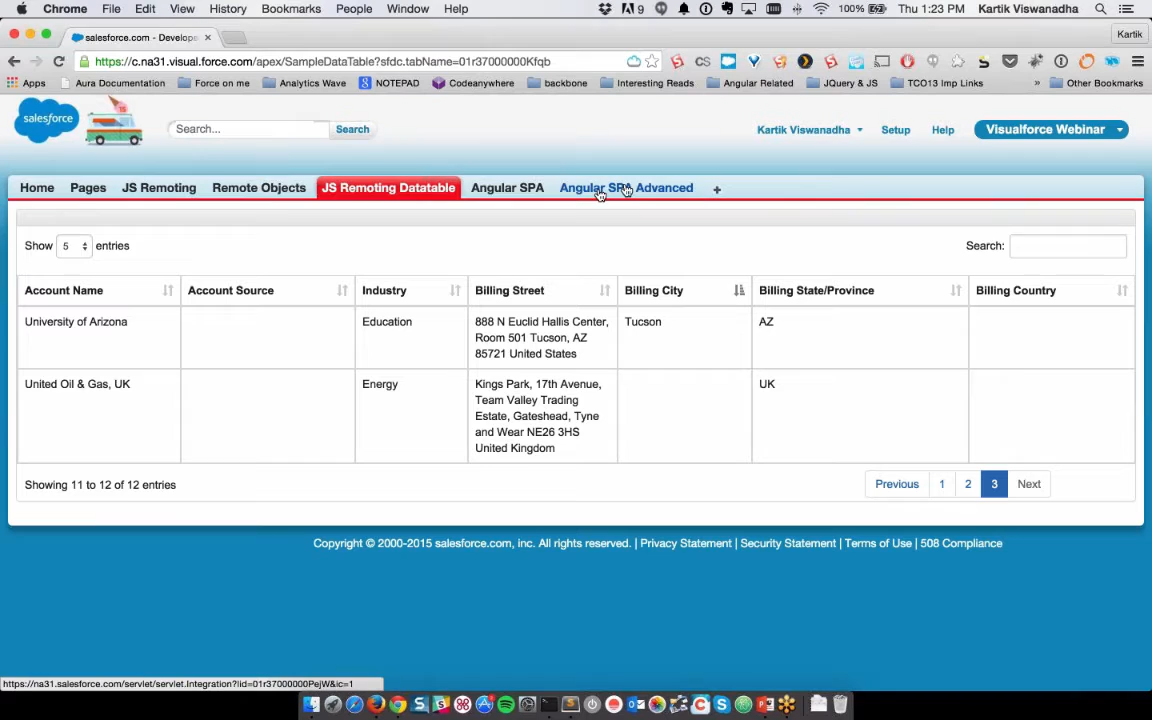 Chrome File Edit View History Bookmarks People Window Help 9 100% Thu 1:23 PM Kartik Viswanadha
salesforce.com - Develope Kartik
https://c.na31.visual.force.com/apex/SampleDataTable?sfdc.tabName=01r37000000Kfqb
Apps Aura Documentation Force on me Analytics Wave NOTEPAD Codeanywhere backbone Interesting Reads Angular Related JQuery & JS TCO13 Imp Links » Other Bookmarks
salesforce Search... Search Kartik Viswanadha Setup Help Visualforce Webinar
Home Pages JS Remoting Remote Objects JS Remoting Datatable Angular SPA Angular SPA Advanced +
Show 5 entries Search:
Account Name Account Source Industry Billing Street Billing City Billing State/Province Billing Country
University of Arizona Education 888 N Euclid Hallis Center, Tucson AZ
Room 501 Tucson, AZ
85721 United States
United Oil & Gas, UK Energy Kings Park, 17th Avenue, UK
Team Valley Trading
Estate, Gateshead, Tyne
and Wear NE26 3HS
United Kingdom
Showing 11 to 12 of 12 entries Previous 1 2 3 Next
Copyright © 2000-2015 salesforce.com, inc. All rights reserved. | Privacy Statement | Security Statement | Terms of Use | 508 Compliance
https://na31.salesforce.com/servlet/servlet.Integration?lid=01r37000000PejW&ic=1